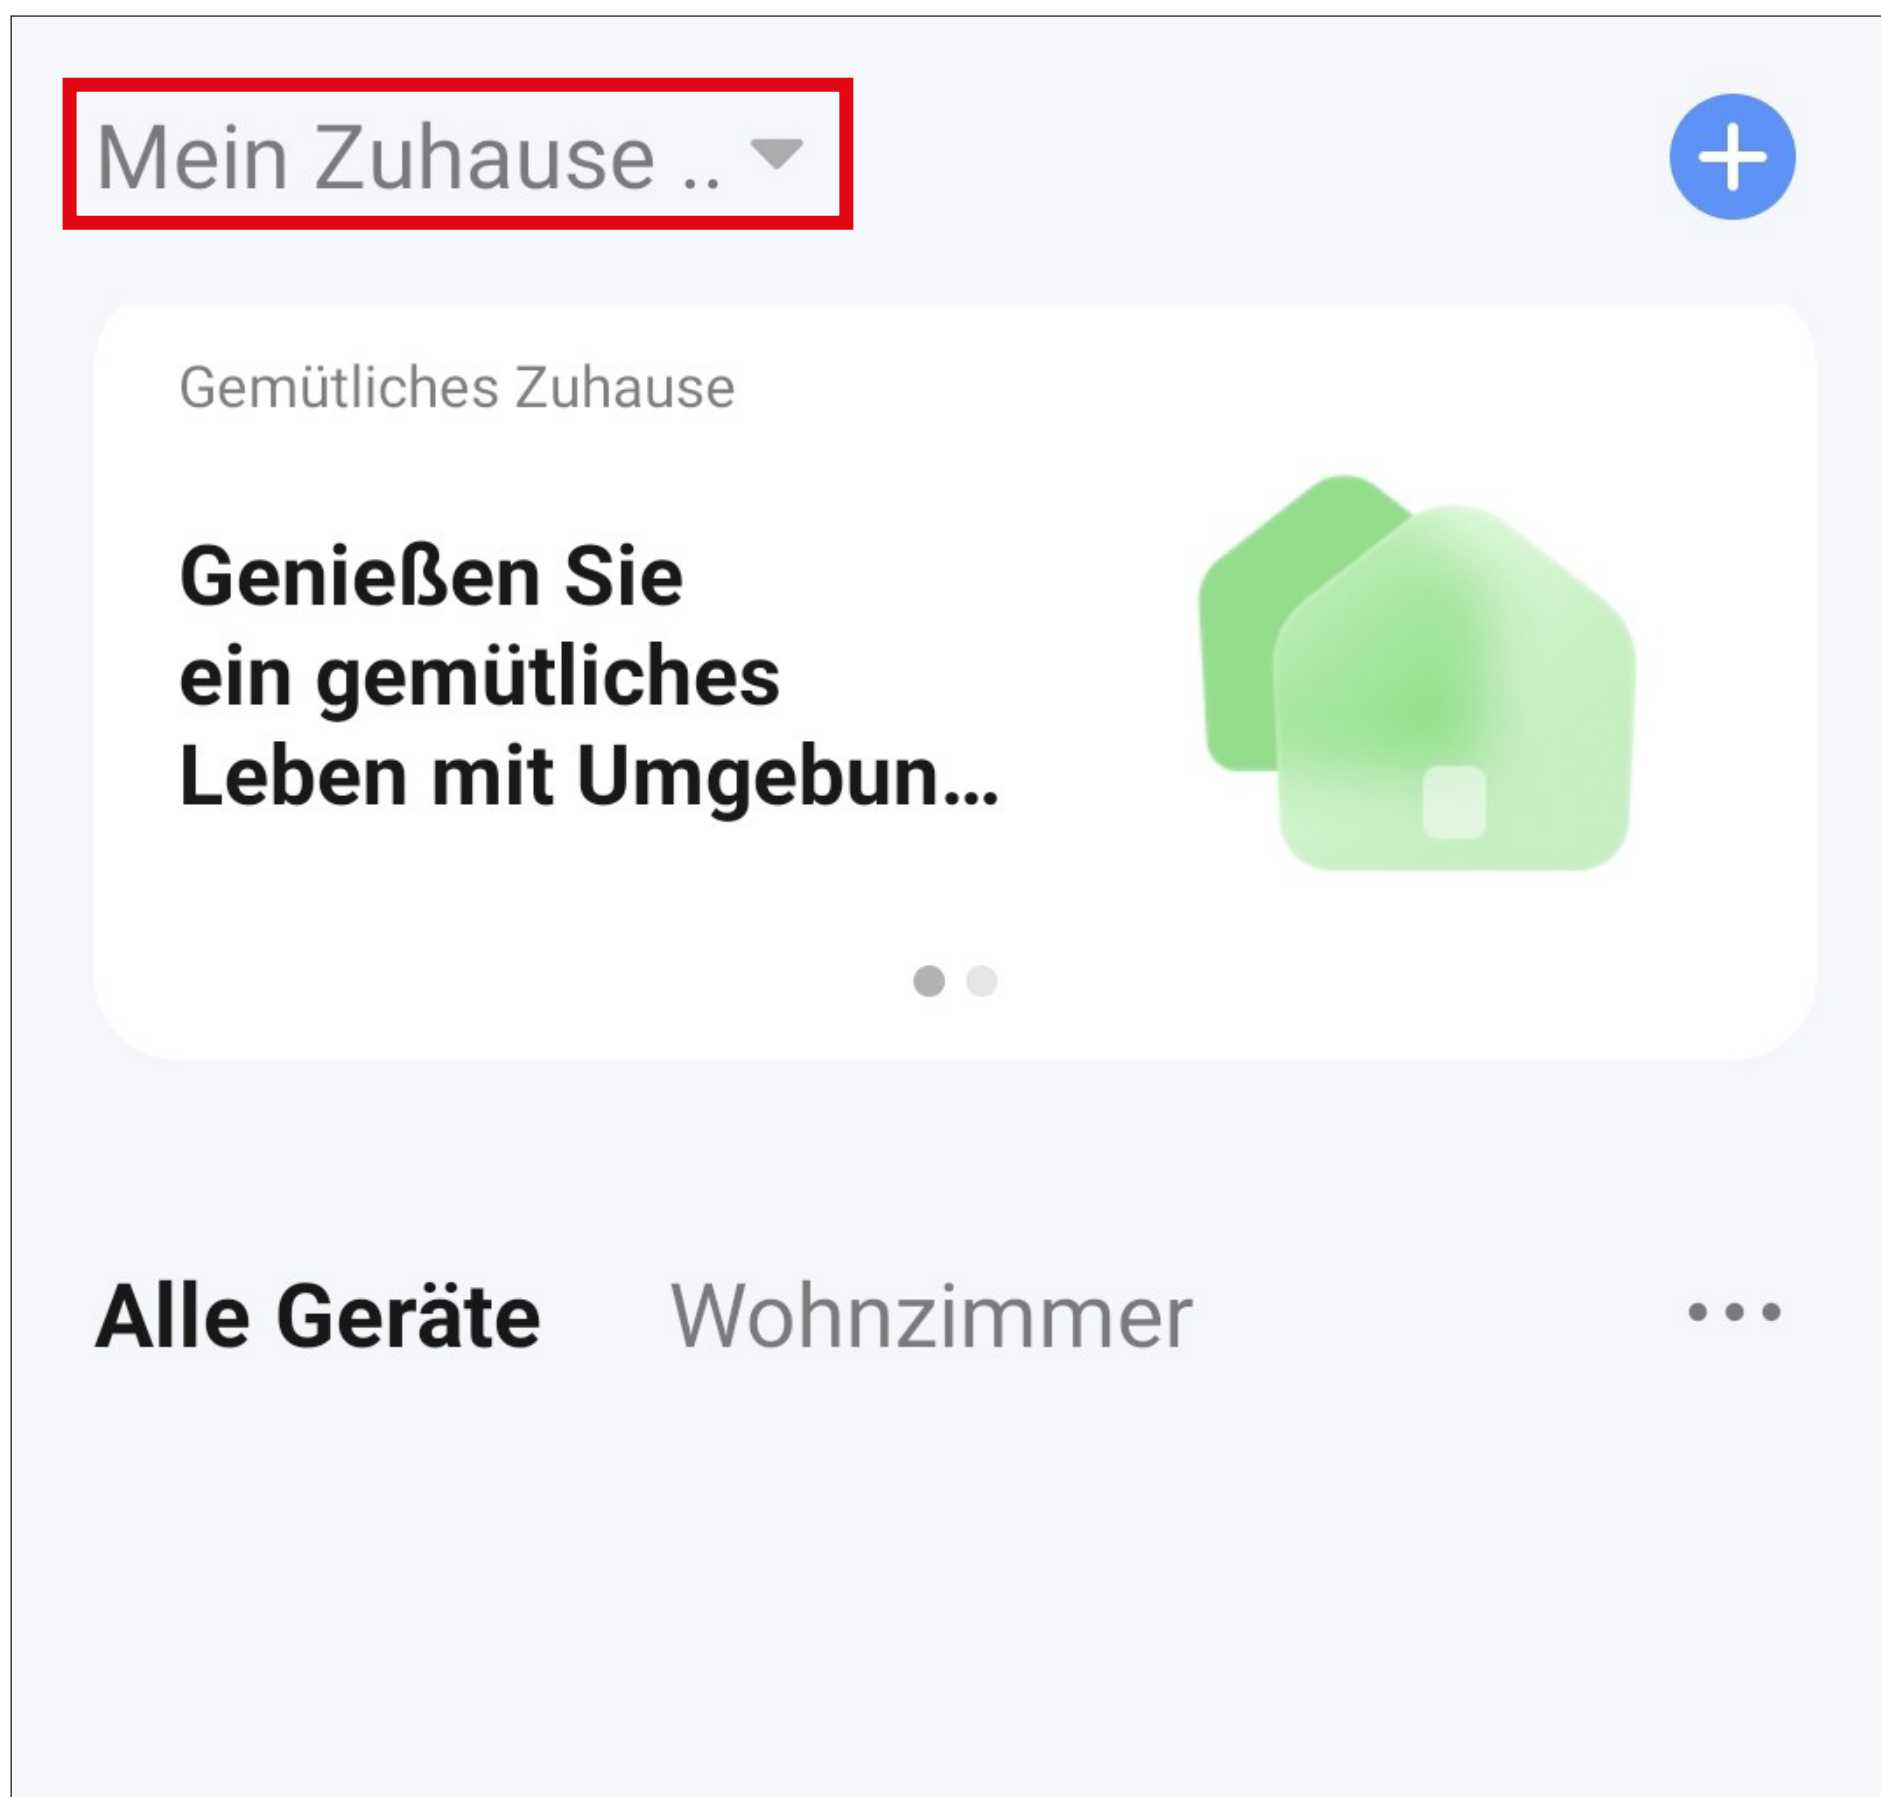 Mein Zuhause ..
Gemütliches Zuhause
Genießen Sie
ein gemütliches
Leben mit Umgebun...
Alle Geräte Wohnzimmer